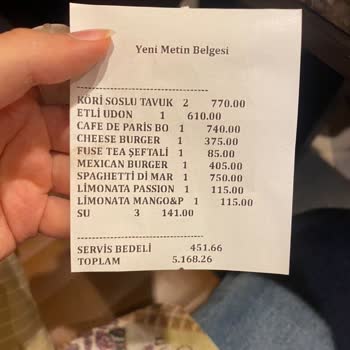 Yeni Metin Belgesi
-----------------------------------
KÖRİ SOSLU TAVUK 2 770.00
ETLİ UDON 1 610.00
CAFE DE PARİS BO 1 740.00
CHEESE BURGER 1 375.00
FUSE TEA ŞEFTALİ 1 85.00
MEXICAN BURGER 1 405.00
SPAGHETTİ Dİ MAR 1 750.00
LİMONATA PASSION 1 115.00
LİMONATA MANGO&P 1 115.00
SU 3 141.00
-----------------------------------
SERVİS BEDELİ 451.66
TOPLAM 5.168.26